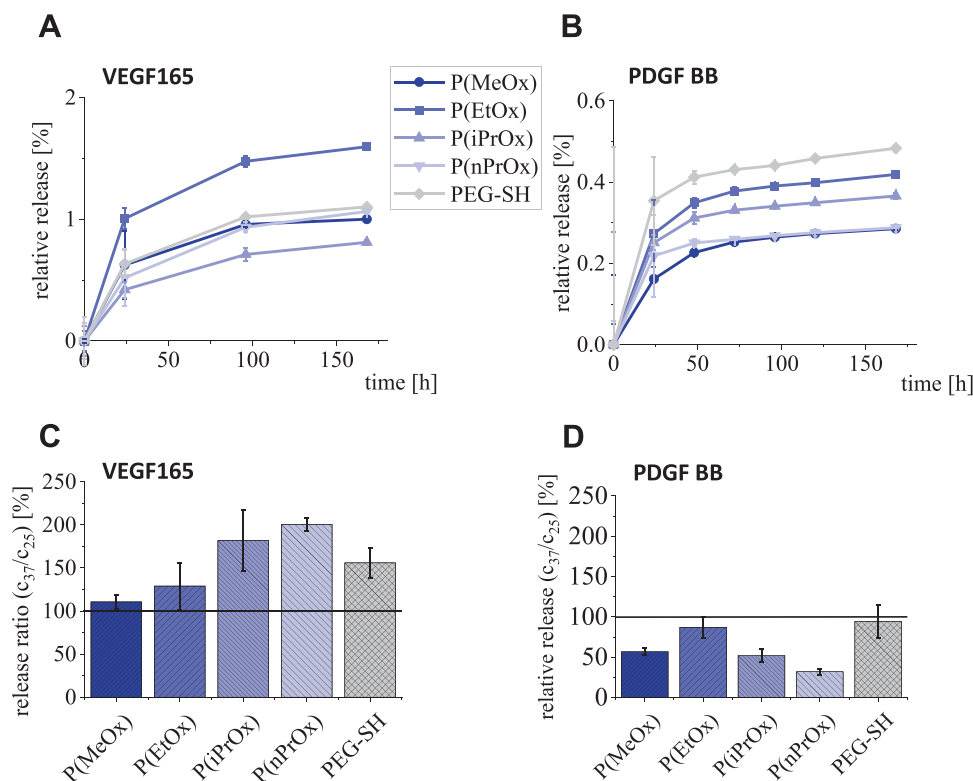 A
B
VEGF165
PDGF BB
P(MeOx)
P(EtOx)
P(iPrOx)
P(nPrOx)
PEG-SH
relative release [%]
2
1
0
0
50
100
150
time [h]
relative release [%]
0.6
0.4
0.2
0.0
0
50
100
150
time [h]
C
D
VEGF165
PDGF BB
release ratio (c37/c25) [%]
250
200
150
100
50
0
P(MeOx)
P(EtOx)
P(iPrOx)
P(nPrOx)
PEG-SH
relative release (c37/c25) [%]
250
200
150
100
50
0
P(MeOx)
P(EtOx)
P(iPrOx)
P(nPrOx)
PEG-SH